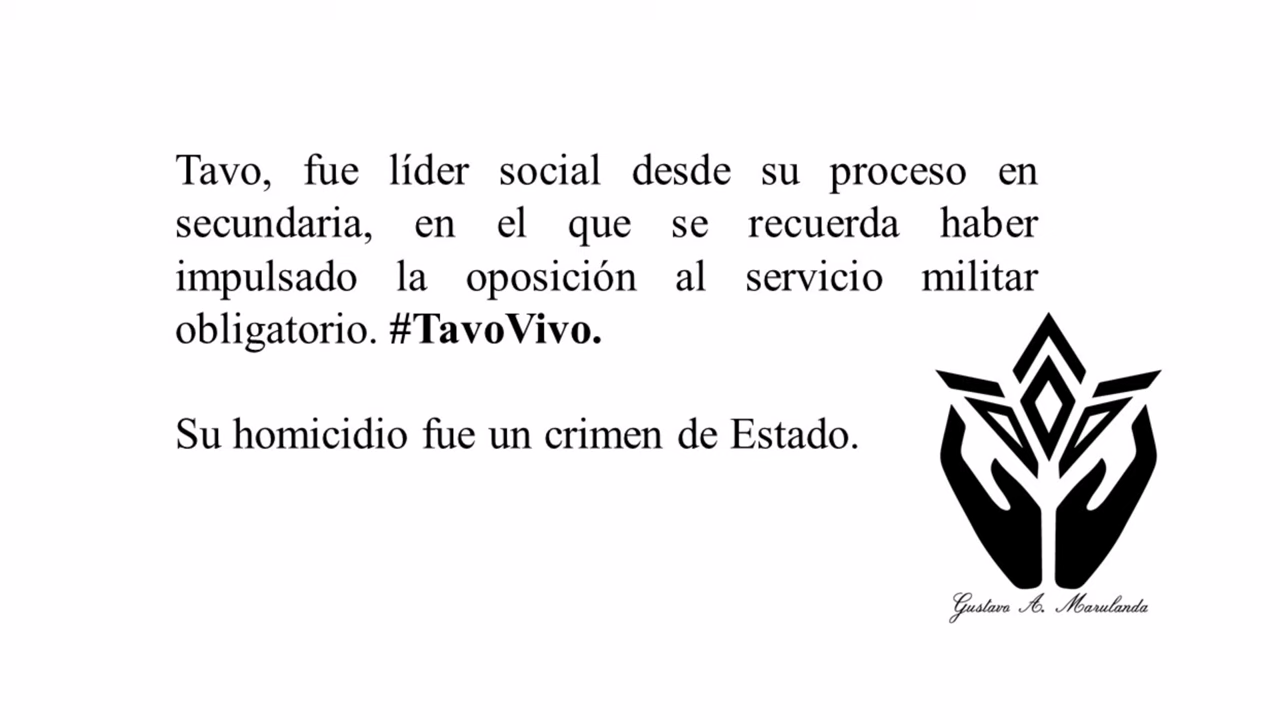 Tavo, fue líder social desde su proceso en
secundaria, en el que se recuerda haber
impulsado la oposición al servicio militar
obligatorio. #TavoVivo.
Su homicidio fue un crimen de Estado.
Gustavo A. Marulanda